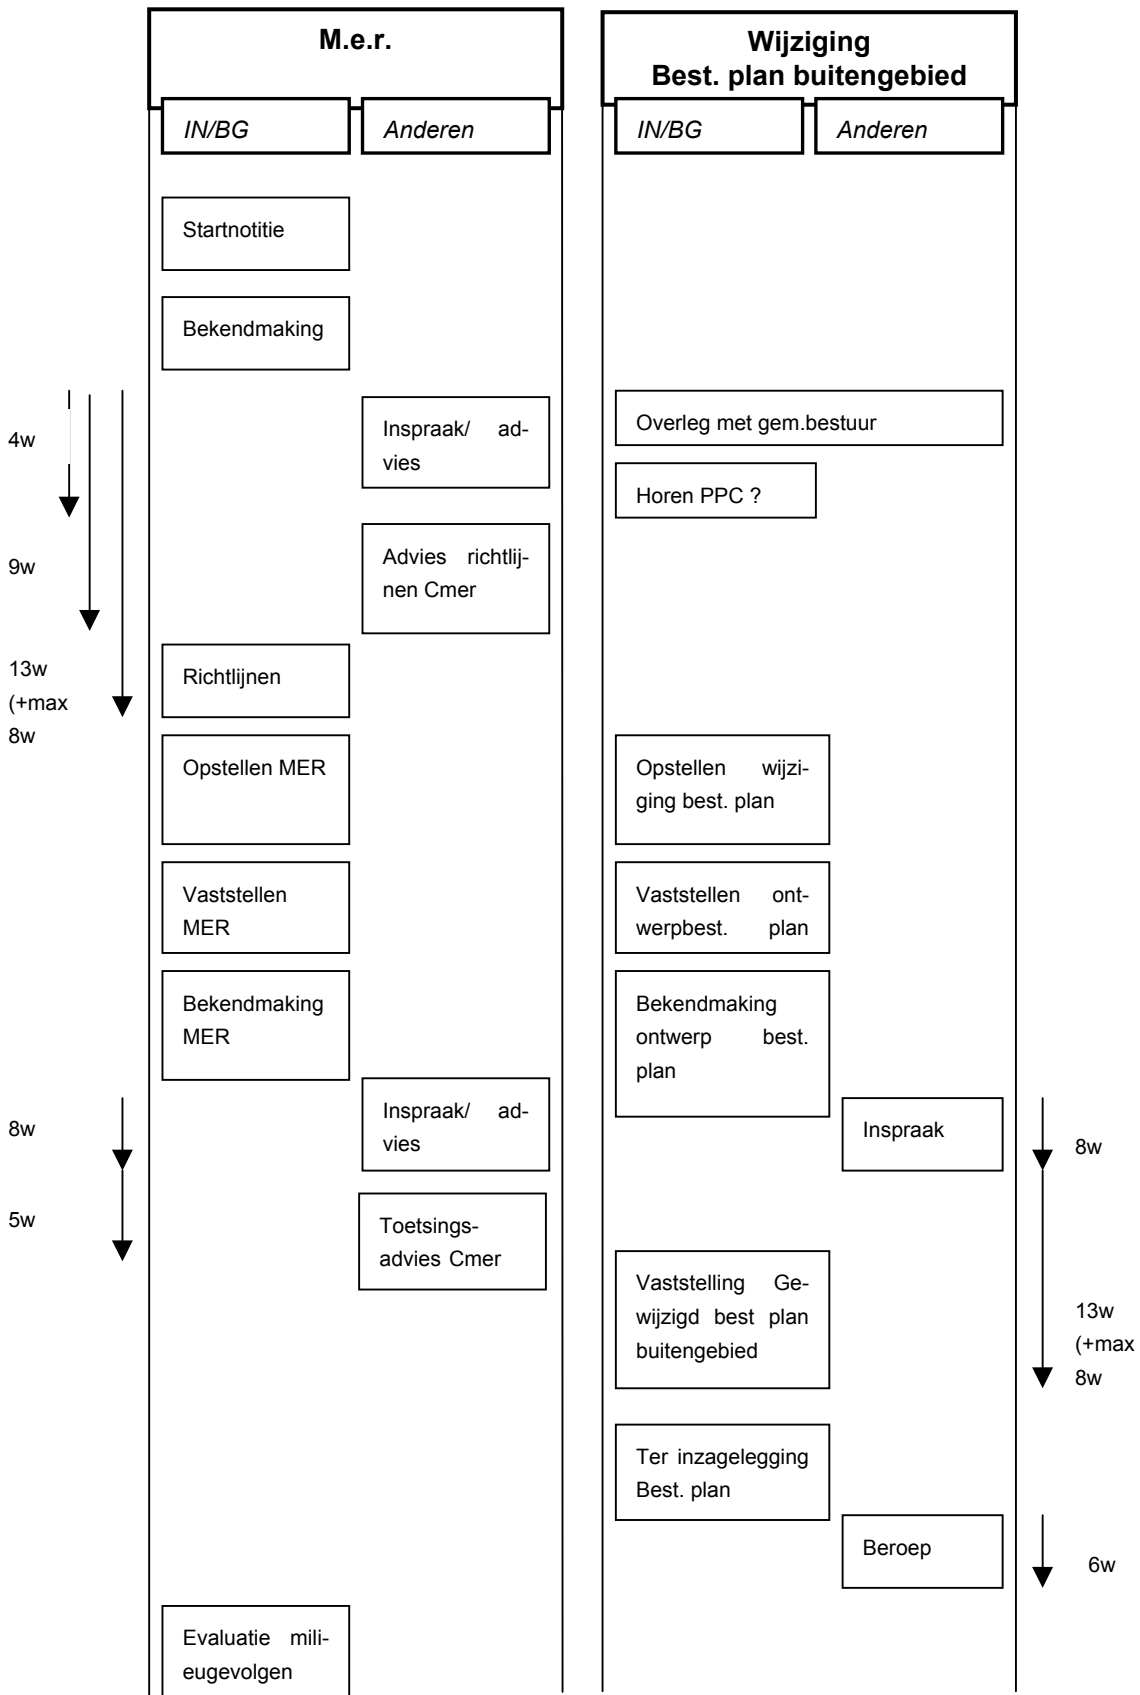 M.e.r.
Wijziging
Best. plan buitengebied
IN/BG
Anderen
IN/BG
Anderen
Startnotitie
Bekendmaking
4w
Inspraak/ ad-
vies
Overleg met gem.bestuur
Horen PPC ?
9w
Advies richtlij-
nen Cmer
13w
(+max
8w
Richtlijnen
Opstellen MER
Opstellen wijzi-
ging best. plan
Vaststellen
MER
Vaststellen ont-
werpbest. plan
Bekendmaking
MER
Bekendmaking
ontwerp best.
plan
8w
Inspraak/ ad-
vies
Inspraak
8w
5w
Toetsings-
advies Cmer
Vaststelling Ge-
wijzigd best plan
buitengebied
13w
(+max
8w
Ter inzagelegging
Best. plan
Beroep
6w
Evaluatie mili-
eugevolgen